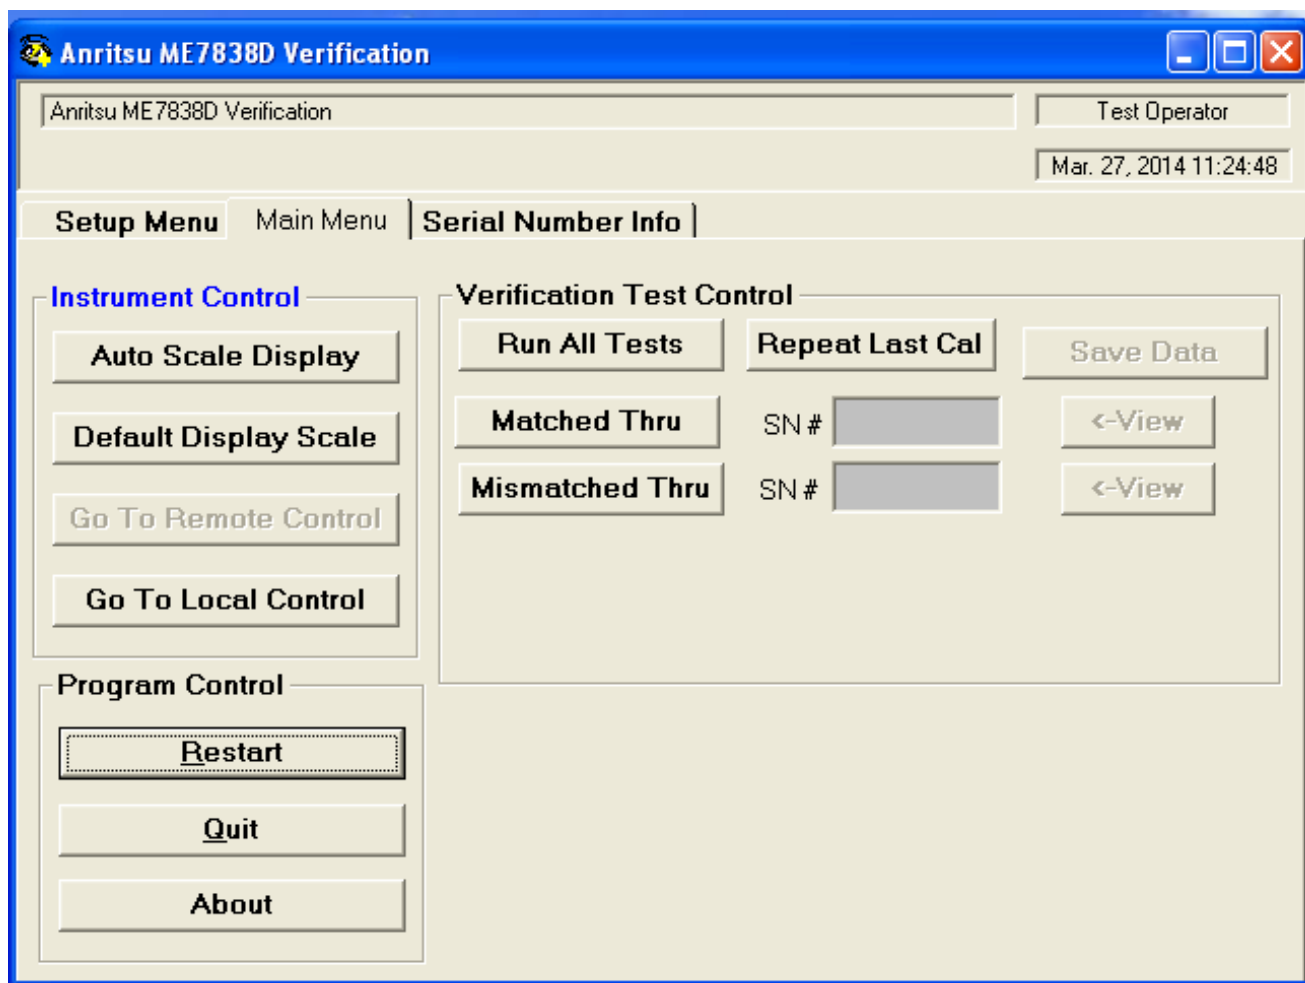 Anritsu ME7838D Verification
Anritsu ME7838D Verification
Test Operator
Mar. 27, 2014 11:24:48
Setup Menu
Main Menu
Serial Number Info
Instrument Control
Auto Scale Display
Default Display Scale
Go To Remote Control
Go To Local Control
Verification Test Control
Run All Tests
Repeat Last Cal
Save Data
Matched Thru
SN #
<-View
Mismatched Thru
SN #
<-View
Program Control
Restart
Quit
About